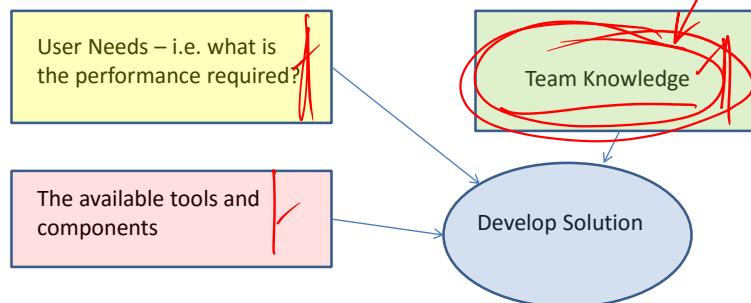 User Needs – i.e. what is
the performance required?
Team Knowledge
The available tools and
components
Develop Solution